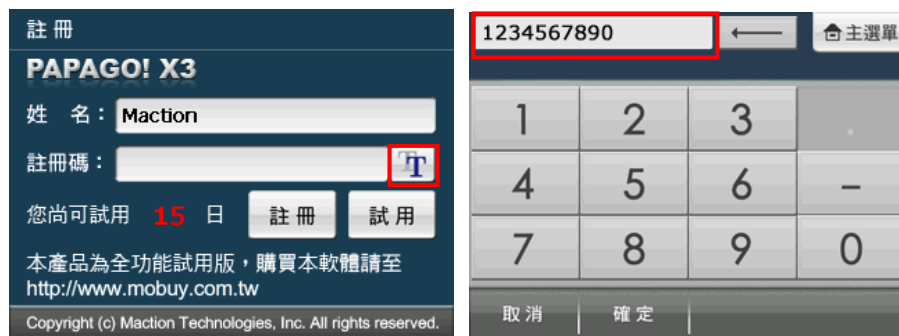 註冊
PAPAGO! X3
姓 名：Maction
註冊碼：
TT
您尚可試用 15 日 註冊 試用
本產品為全功能試用版，購買本軟體請至
http://www.mobuy.com.tw
Copyright (c) Maction Technologies, Inc. All rights reserved.
1234567890 ← 主選單
1 2 3 .
4 5 6 -
7 8 9 0
取消 確定